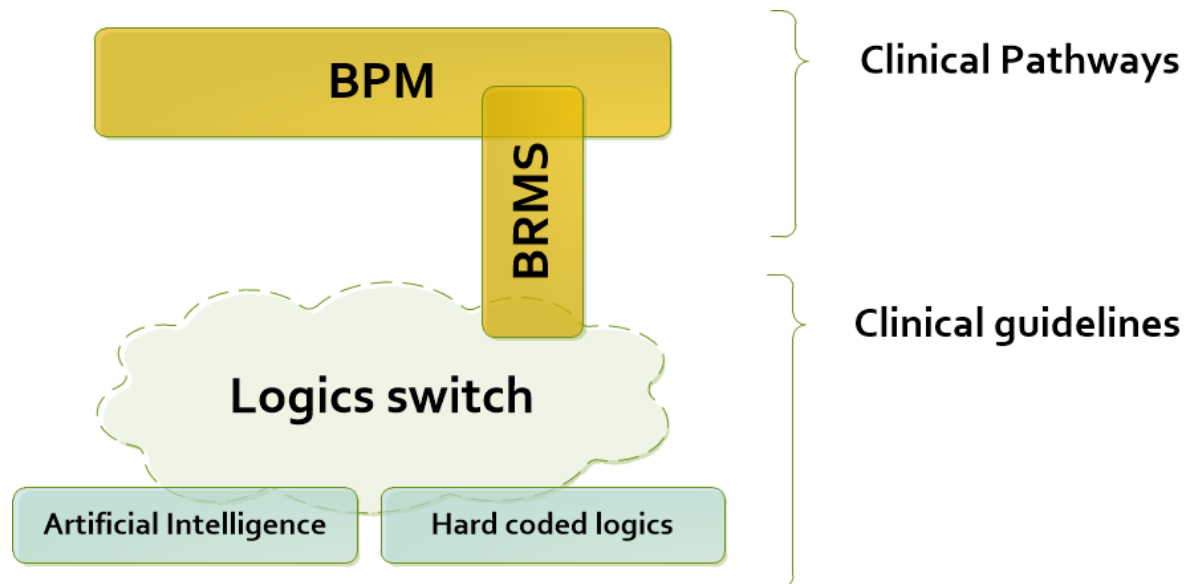 BPM
Clinical Pathways
BRMS
Clinical guidelines
Logics switch
Artificial Intelligence
Hard coded logics